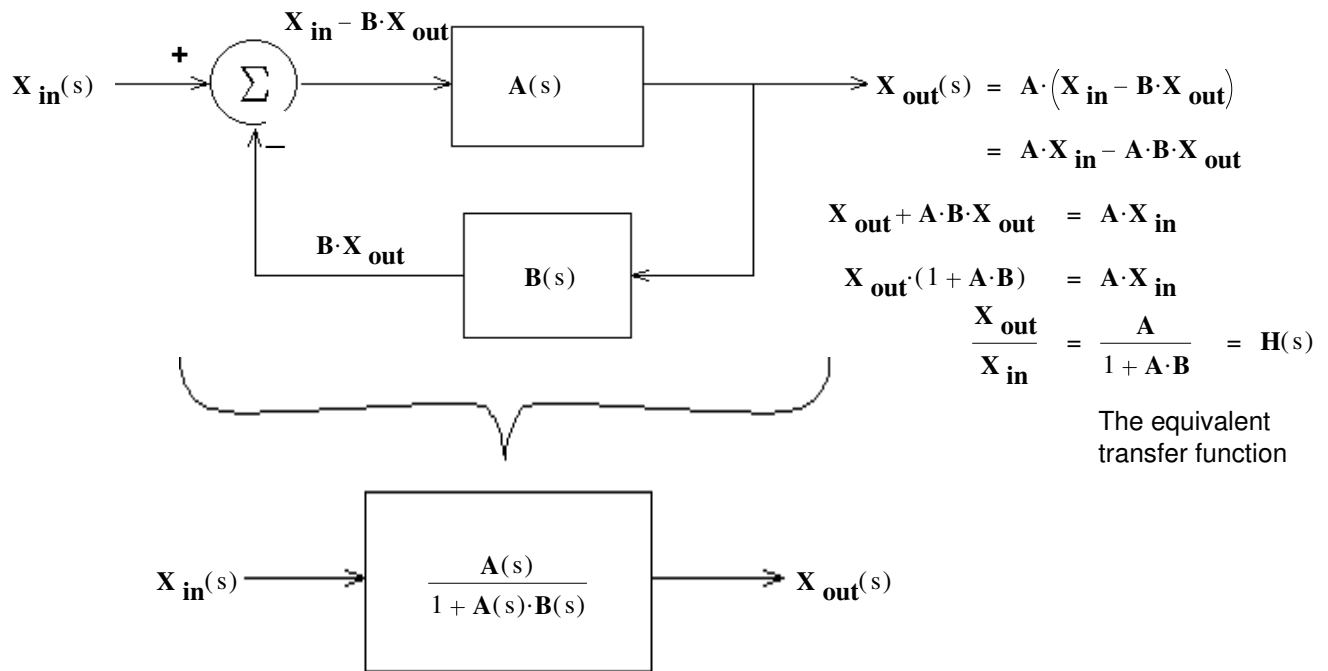 X in – B·X out
+
X in(s)
Σ
A(s)
X out(s) = A·(X in – B·X out)
–
= A·X in – A·B·X out
X out + A·B·X out = A·X in
B·X out
B(s)
X out·(1 + A·B) = A·X in
X out / X in = A / 1 + A·B = H(s)
The equivalent
transfer function
X in(s)
A(s)
1 + A(s)·B(s)
X out(s)